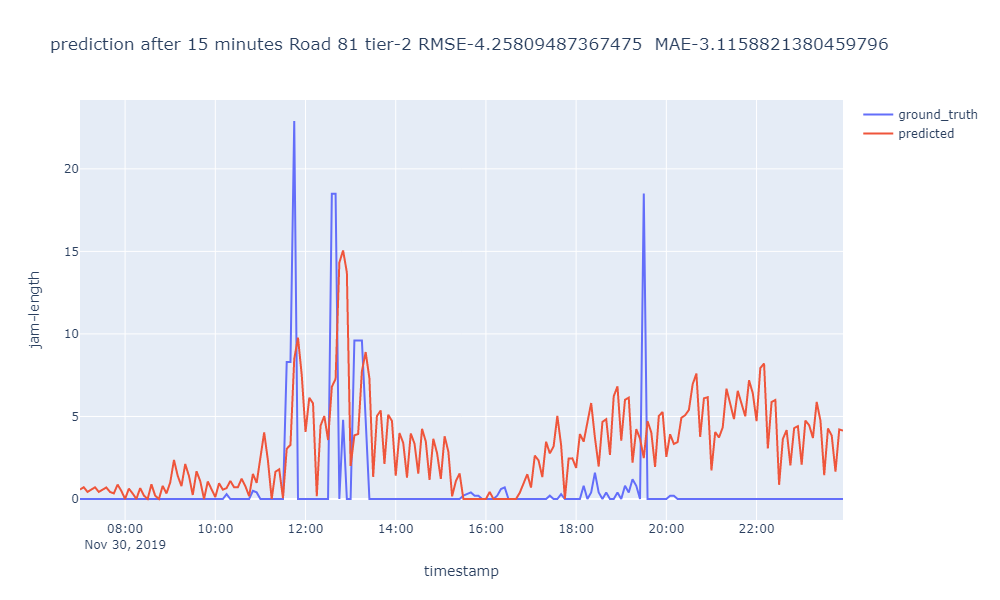 prediction after 15 minutes Road 81 tier-2 RMSE-4.25809487367475  MAE-3.1158821380459796
ground_truth
predicted
20
15
10
5
0
jam-length
08:00 10:00 12:00 14:00 16:00 18:00 20:00 22:00
Nov 30, 2019
timestamp